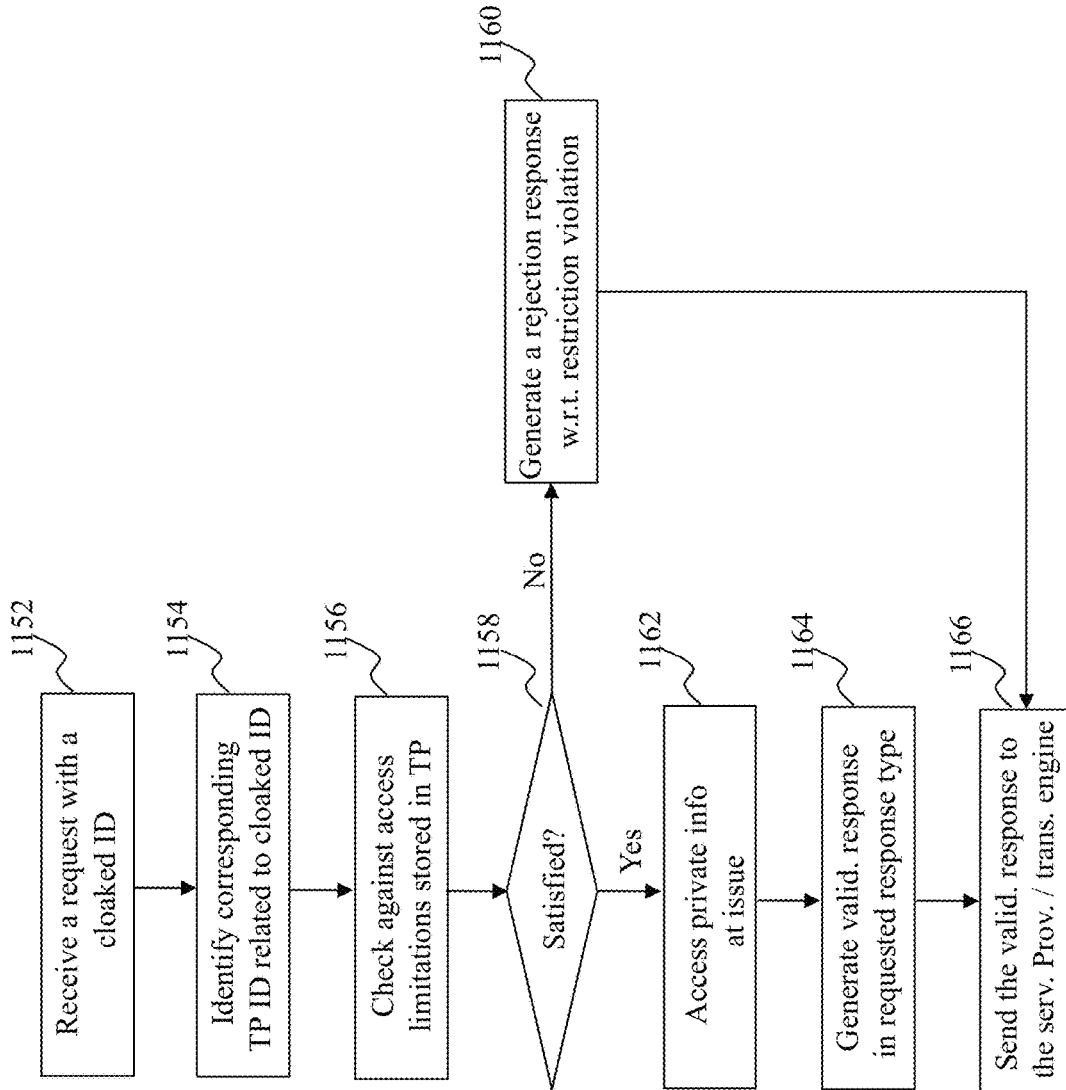 1152
Receive a request with a
cloaked ID
1154
Identify corresponding
TP ID related to cloaked ID
1156
Check against access
limitations stored in TP
1158
Satisfied?
No
1160
Generate a rejection response
w.r.t. restriction violation
Yes
1162
Access private info
at issue
1164
Generate valid. response
in requested response type
1166
Send the valid. response to
the serv. Prov. / trans. engine